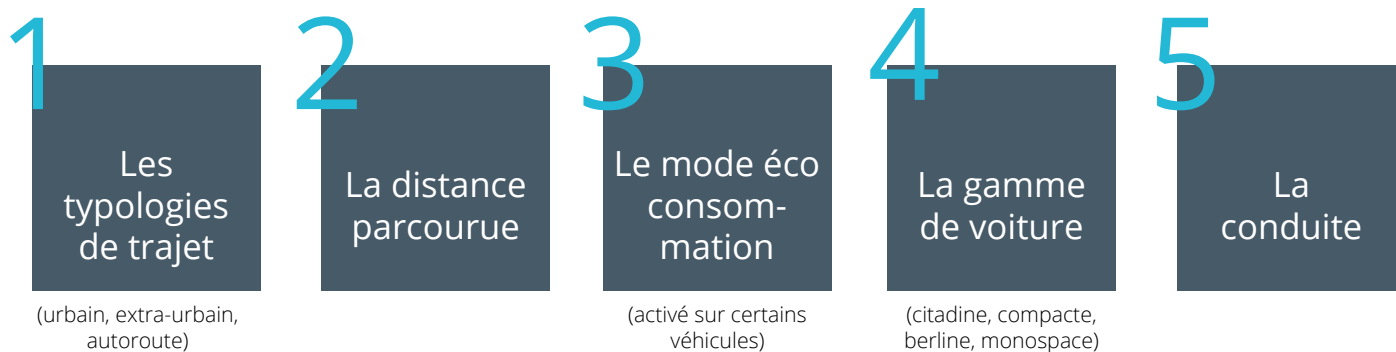 1
Les
typologies
de trajet
(urbain, extra-urbain,
autoroute)
2
La distance
parcourue
3
Le mode éco
consom-
mation
(activé sur certains
véhicules)
4
La gamme
de voiture
(citadine, compacte,
berline, monospace)
5
La
conduite